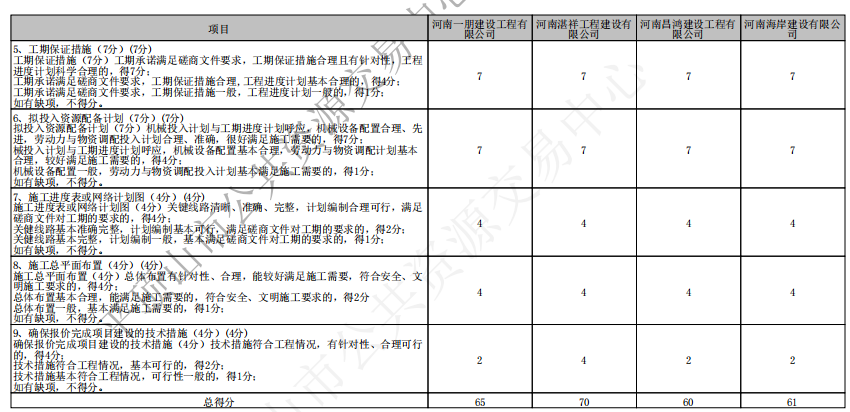 项目
河南一朋建设工程有限公司
河南湛祥工程建设有限公司
河南昌鸿建设工程有限公司
河南海岸建设有限公司
5、工期保证措施（7分）(7分)
工期保证措施（7分）工期承诺满足磋商文件要求，工期保证措施合理且有针对性，工程
进度计划科学合理的，得7分；
工期承诺满足磋商文件要求，工期保证措施合理，工程进度计划基本合理的，得4分；
工期承诺满足磋商文件要求，工期保证措施一般，工程进度计划一般的，得1分；
如有缺项，不得分。
7 7 7 7
6、拟投入资源配备计划（7分）(7分)
拟投入资源配备计划（7分）机械投入计划与工期进度计划呼应，机械设备配置合理、先
进，劳动力与物资调配投入计划合理、准确，很好满足施工需要的，得7分；
械投入计划与工期进度计划呼应，机械设备配置基本合理，劳动力与物资调配计划基本
合理，较好满足施工需要的，得4分；
机械设备配置一般，劳动力与物资调配投入计划基本满足施工需要的，得1分；
如有缺项，不得分。
7 7 7 7
7、施工进度表或网络计划图（4分）(4分)
施工进度表或网络计划图（4分）关键线路清晰、准确、完整，计划编制合理可行，满足
磋商文件对工期的要求的，得4分；
关键线路基本准确完整，计划编制基本可行，满足磋商文件对工期的要求的，得2分；
关键线路基本完整，计划编制一般，基本满足磋商文件对工期的要求的，得1分；
如有缺项，不得分。
4 4 4 4
8、施工总平面布置（4分）(4分)
施工总平面布置（4分）总体布置有针对性、合理，能较好满足施工需要，符合安全、文
明施工要求的，得4分；
总体布置基本合理，能满足施工需要的，符合安全、文明施工要求的，得2分
总体布置一般，基本满足施工需要的，得1分；
如有缺项，不得分。
4 4 4 4
9、确保报价完成项目建设的技术措施（4分）(4分)
确保报价完成项目建设的技术措施（4分）技术措施符合工程情况，有针对性、合理可行
的，得4分；
技术措施符合工程情况，基本可行的，得2分；
技术措施基本符合工程情况，可行性一般的，得1分；
如有缺项，不得分。
2 4 2 2
总得分 65 70 60 61
平顶山市公共资源交易中心
山市公共资源交易中心